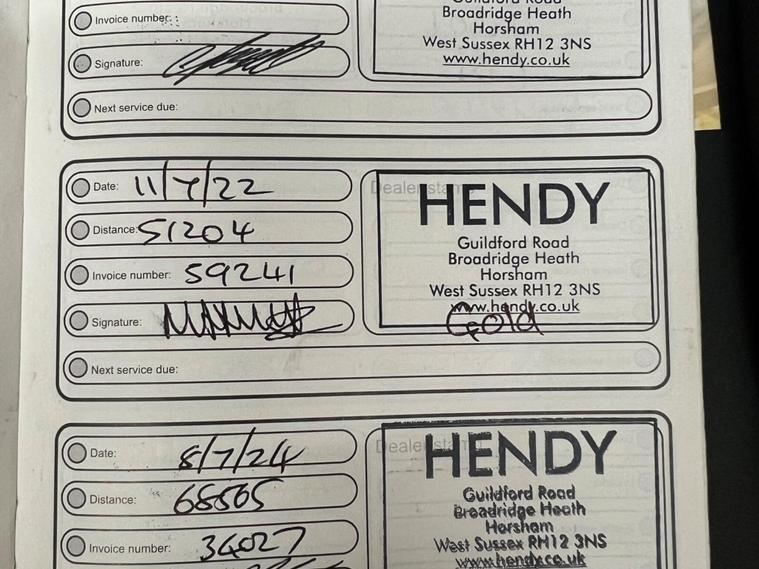 Guildford Road
Broadridge Heath
Horsham
West Sussex RH12 3NS
www.hendy.co.uk
Invoice number:
Signature:
Next service due:
Date: 11/7/22
Distance: 51204
Invoice number: 59241
Signature:
Next service due:
Dealer stamp
HENDY
Guildford Road
Broadridge Heath
Horsham
West Sussex RH12 3NS
www.hendy.co.uk
Gold
Date: 8/7/24
Distance:
Invoice number: 34027
Dealer stamp
HENDY
Guildford Road
Broadridge Heath
Horsham
West Sussex RH12 3NS
www.hendy.co.uk